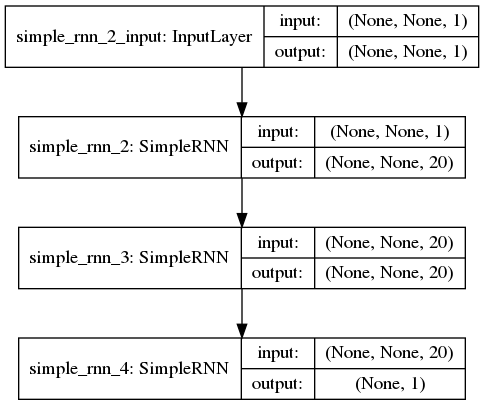 simple_rnn_2_input: InputLayer
input:
(None, None, 1)
output:
(None, None, 1)
simple_rnn_2: SimpleRNN
input:
(None, None, 1)
output:
(None, None, 20)
simple_rnn_3: SimpleRNN
input:
(None, None, 20)
output:
(None, None, 20)
simple_rnn_4: SimpleRNN
input:
(None, None, 20)
output:
(None, 1)